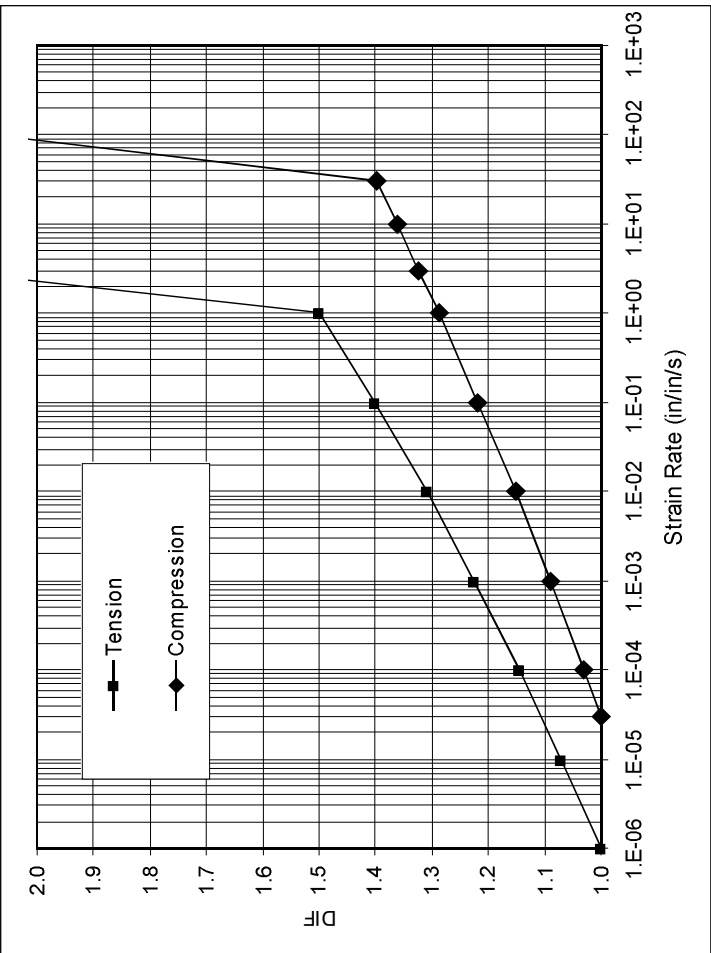 2.0
1.9
1.8
1.7
1.6
1.5
1.4
1.3
1.2
1.1
1.0
DIF
Tension
Compression
1.E-06
1.E-05
1.E-04
1.E-03
1.E-02
1.E-01
1.E+00
1.E+01
1.E+02
1.E+03
Strain Rate (in/in/s)